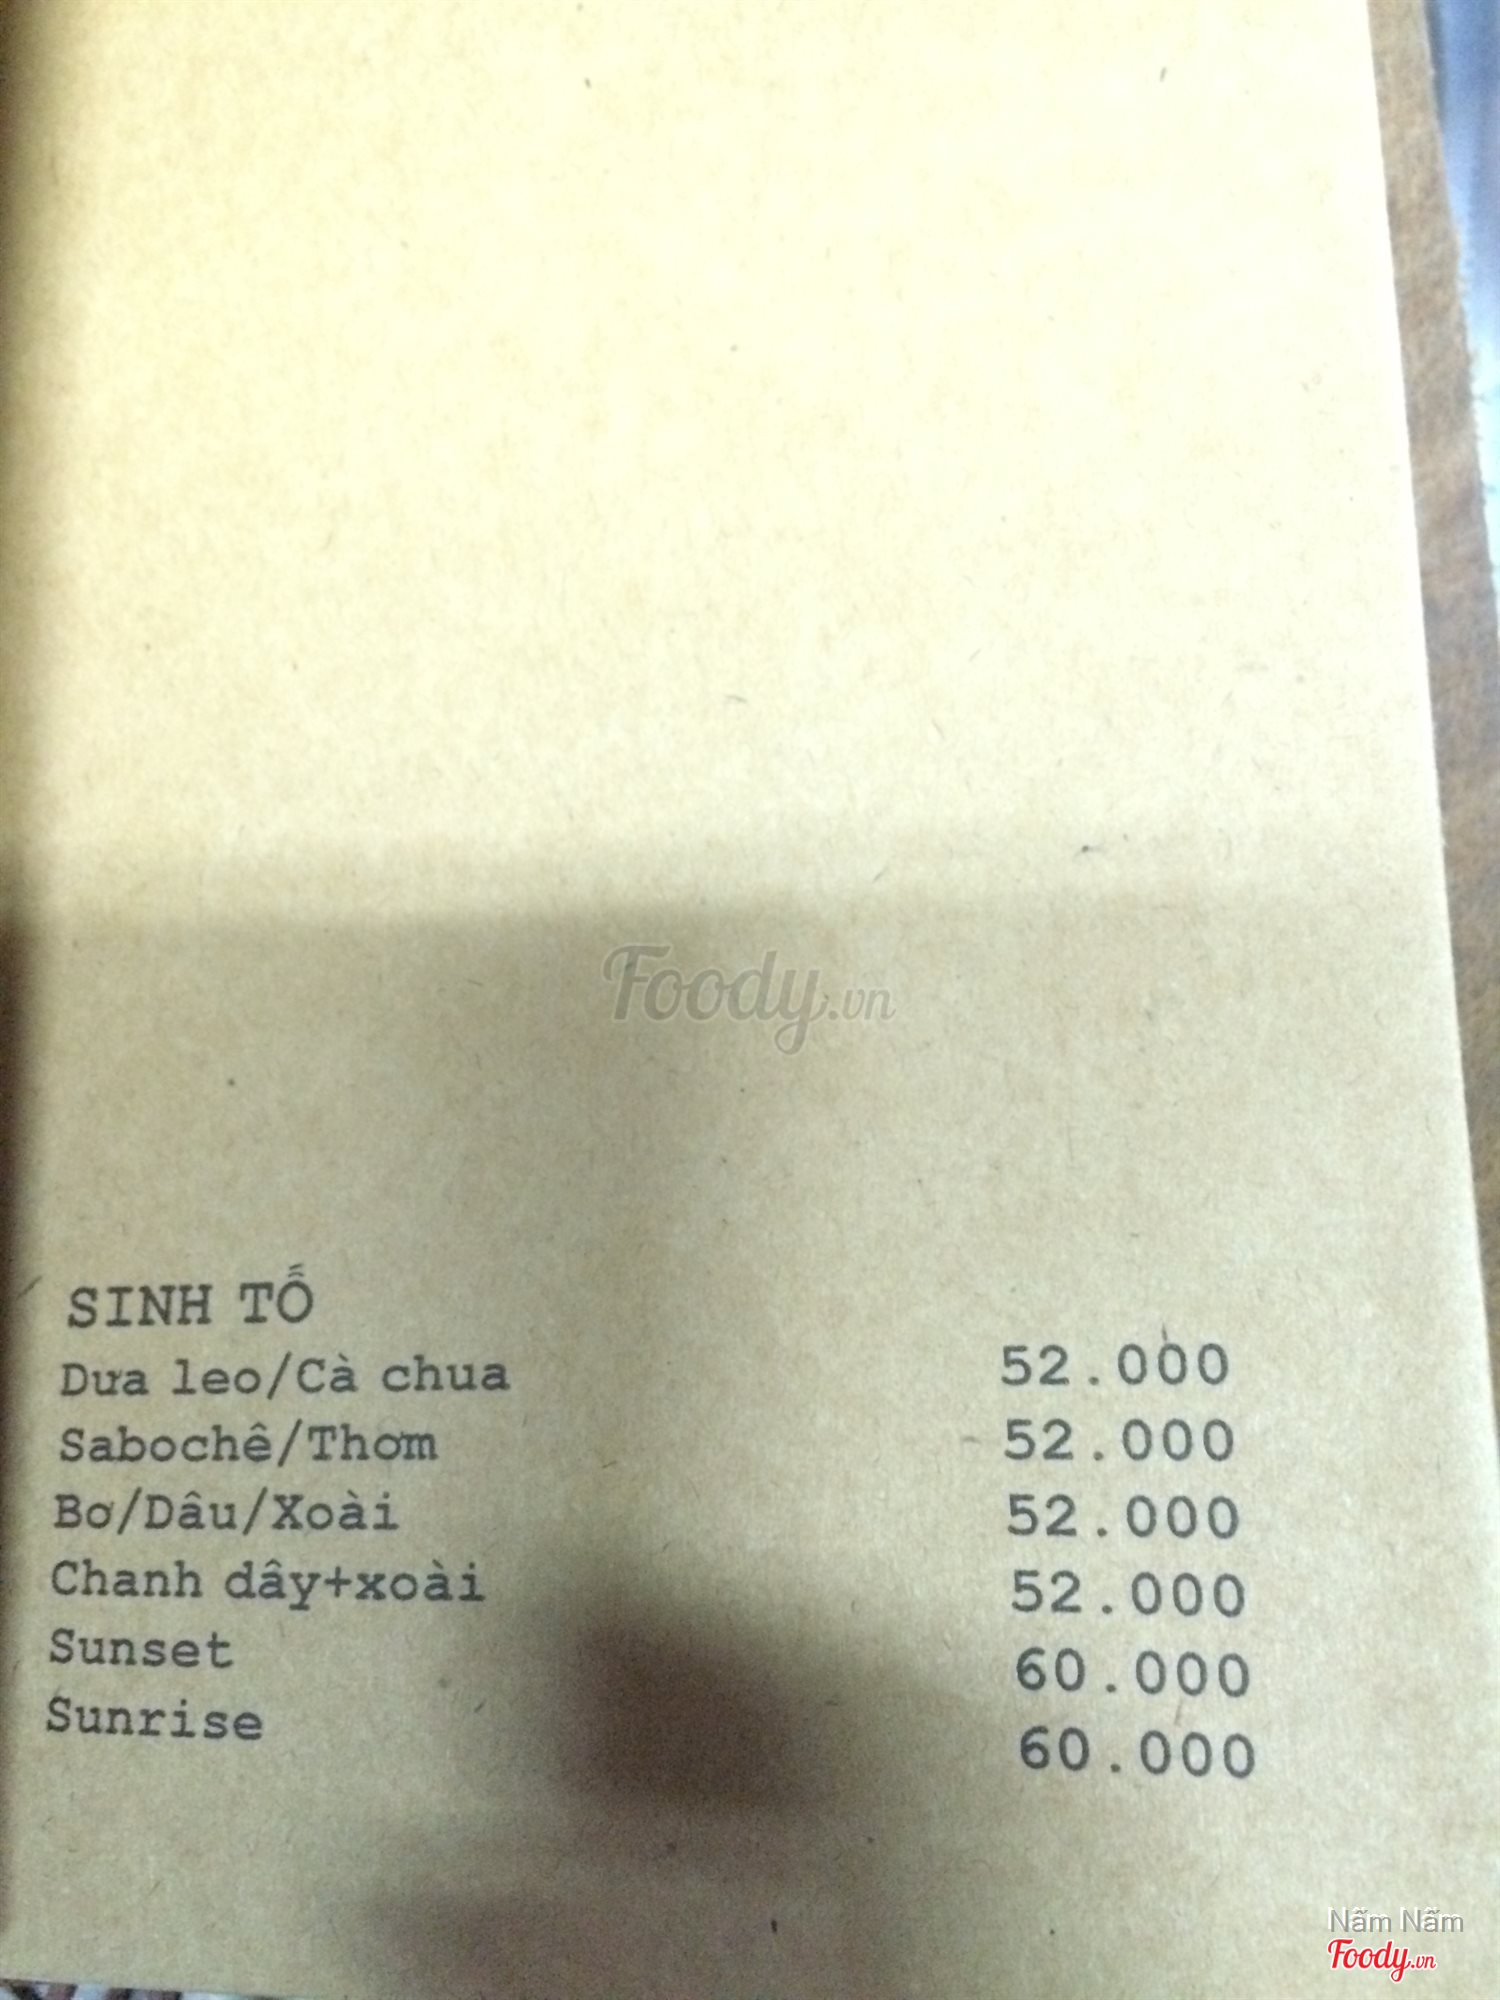 Foody.vn
SINH TỐ
Dưa leo/Cà chua 52.000
Sabochê/Thơm 52.000
Bơ/Dâu/Xoài 52.000
Chanh dây+xoài 52.000
Sunset 60.000
Sunrise 60.000
Nấm Nấm
Foody.vn